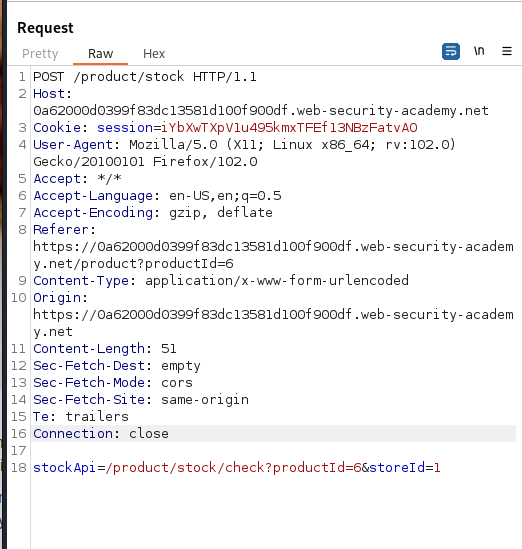 Request
Pretty Raw Hex \n
1 POST /product/stock HTTP/1.1
2 Host:
0a62000d0399f83dc13581d100f900df.web-security-academy.net
3 Cookie: session=iYbXwTXpV1u495kmxTFEf13NBzFatvAO
4 User-Agent: Mozilla/5.0 (X11; Linux x86_64; rv:102.0)
Gecko/20100101 Firefox/102.0
5 Accept: */*
6 Accept-Language: en-US,en;q=0.5
7 Accept-Encoding: gzip, deflate
8 Referer:
https://0a62000d0399f83dc13581d100f900df.web-security-academ
y.net/product?productId=6
9 Content-Type: application/x-www-form-urlencoded
10 Origin:
https://0a62000d0399f83dc13581d100f900df.web-security-academ
y.net
11 Content-Length: 51
12 Sec-Fetch-Dest: empty
13 Sec-Fetch-Mode: cors
14 Sec-Fetch-Site: same-origin
15 Te: trailers
16 Connection: close
17
18 stockApi=/product/stock/check?productId=6&storeId=1